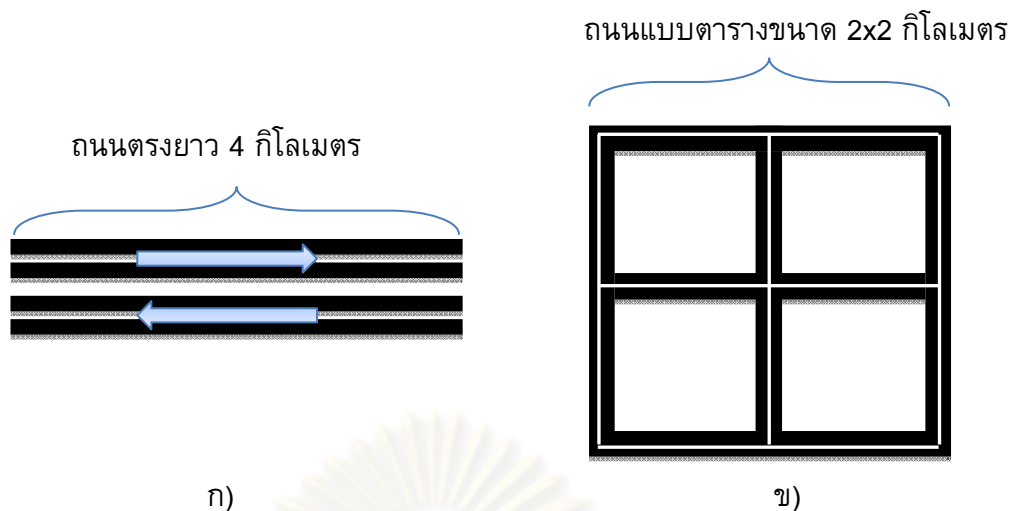 ถนนแบบตารางขนาด 2x2 กิโลเมตร
ถนนตรงยาว 4 กิโลเมตร
ก)
ข)